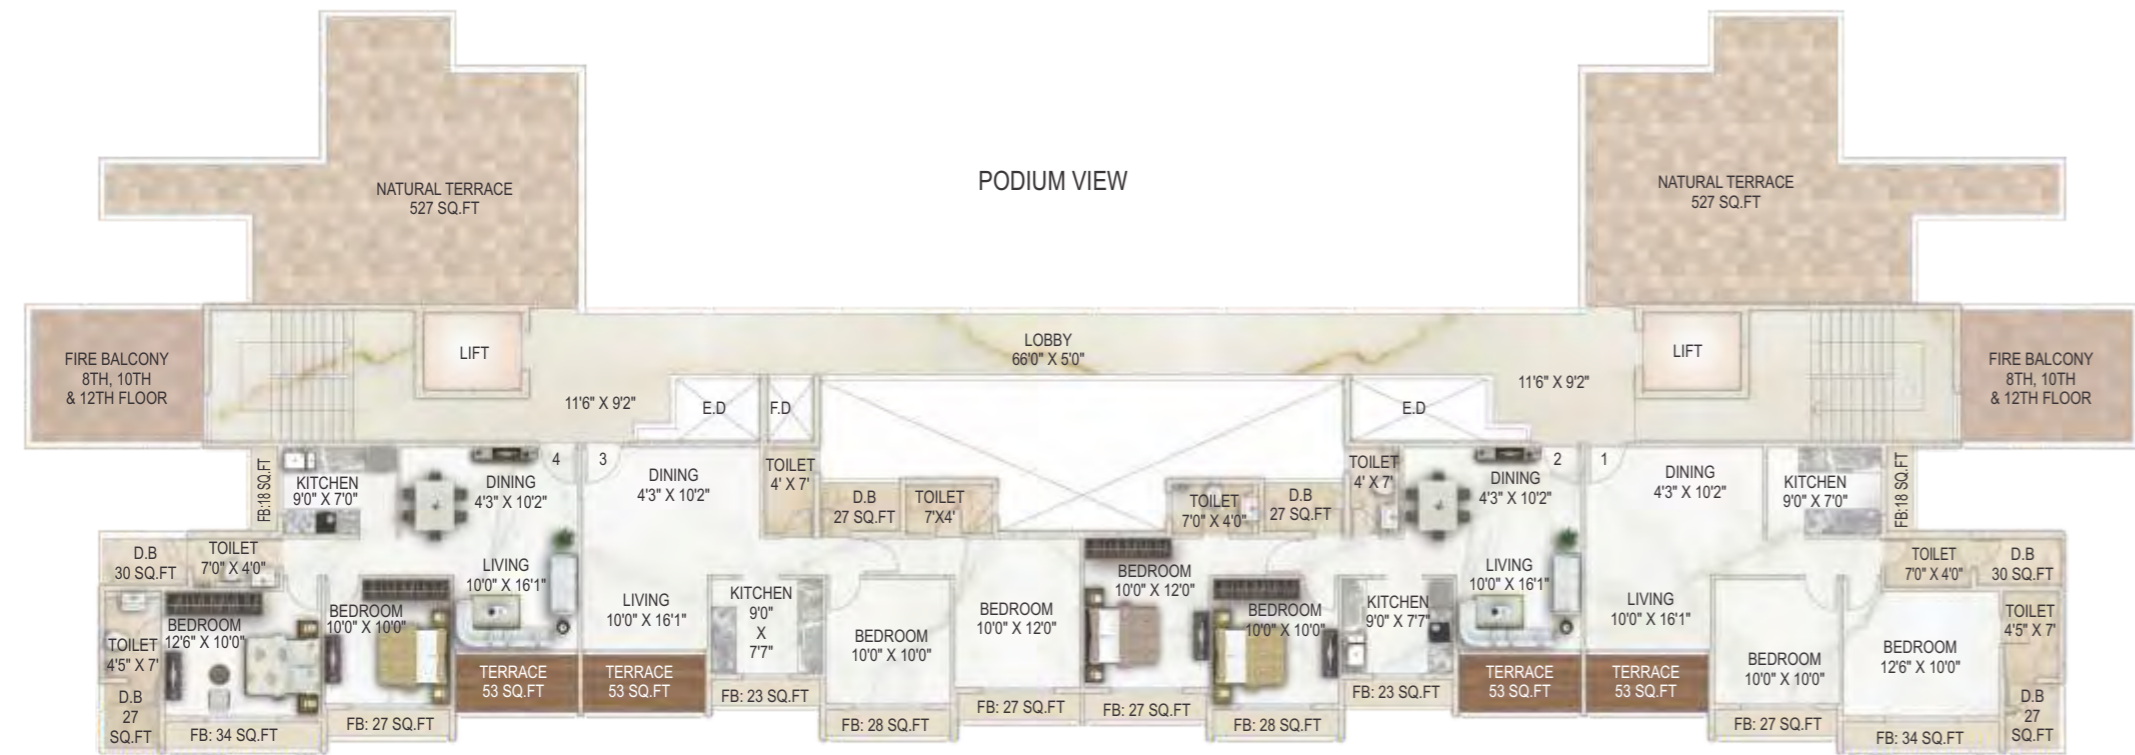 PODIUM VIEW
NATURAL TERRACE
527 SQ.FT
NATURAL TERRACE
527 SQ.FT
FIRE BALCONY
8TH, 10TH
& 12TH FLOOR
LIFT
LOBBY
66'0" X 5'0"
LIFT
FIRE BALCONY
8TH, 10TH
& 12TH FLOOR
11'6" X 9'2"
E.D
F.D
E.D
11'6" X 9'2"
FB:18 SQ.FT
KITCHEN
9'0" X 7'0"
DINING
4'3" X 10'2"
4
3
DINING
4'3" X 10'2"
TOILET
4' X 7'
D.B
27 SQ.FT
TOILET
7'X4'
TOILET
7'0" X 4'0"
D.B
27 SQ.FT
TOILET
4' X 7'
DINING
4'3" X 10'2"
2
1
DINING
4'3" X 10'2"
KITCHEN
9'0" X 7'0"
FB:18 SQ.FT
D.B
30 SQ.FT
TOILET
7'0" X 4'0"
LIVING
10'0" X 16'1"
LIVING
10'0" X 16'1"
KITCHEN
9'0"
X
7'7"
BEDROOM
10'0" X 10'0"
BEDROOM
10'0" X 12'0"
BEDROOM
10'0" X 12'0"
BEDROOM
10'0" X 10'0"
KITCHEN
9'0" X 7'7"
LIVING
10'0" X 16'1"
LIVING
10'0" X 16'1"
TOILET
7'0" X 4'0"
D.B
30 SQ.FT
TOILET
4'5" X 7'
BEDROOM
12'6" X 10'0"
BEDROOM
10'0" X 10'0"
BEDROOM
10'0" X 10'0"
BEDROOM
12'6" X 10'0"
TOILET
4'5" X 7'
D.B
27
SQ.FT
FB: 34 SQ.FT
FB: 27 SQ.FT
TERRACE
53 SQ.FT
TERRACE
53 SQ.FT
FB: 23 SQ.FT
FB: 28 SQ.FT
FB: 27 SQ.FT
FB: 27 SQ.FT
FB: 28 SQ.FT
FB: 23 SQ.FT
TERRACE
53 SQ.FT
TERRACE
53 SQ.FT
FB: 27 SQ.FT
FB: 34 SQ.FT
D.B
27
SQ.FT